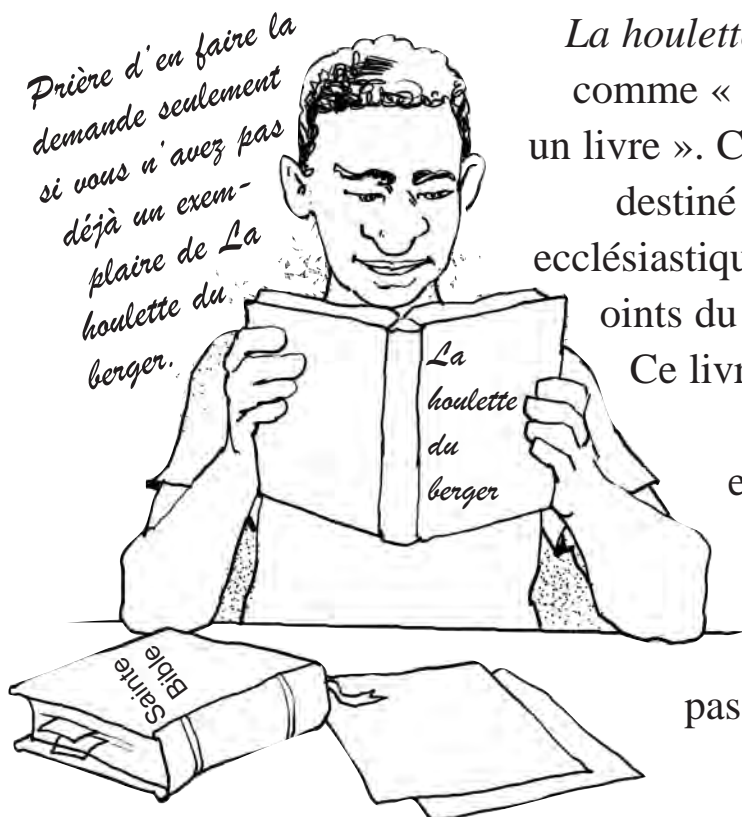 Prière d'en faire la
demande seulement
si vous n'avez pas
déjà un exem-
plaire de La
houlette du
berger.
La houlette
comme «
un livre ». C
destiné
ecclésiastiqu
oints du
Ce livr
e
pas
La
houlette
du
berger
Sainte
Bible